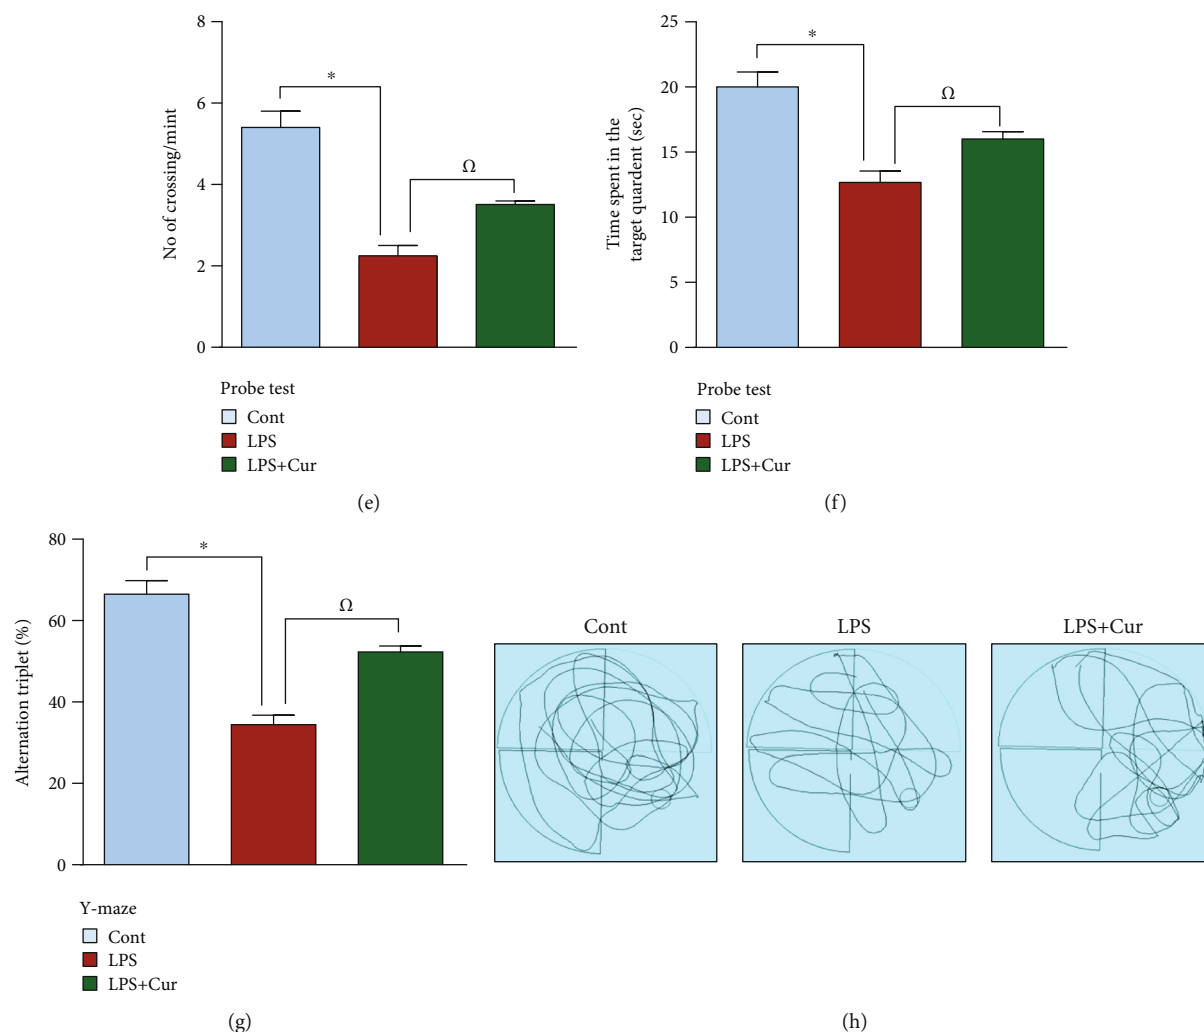 8
6
4
2
0
No of crossing/mint
*
Ω
Probe test
Cont
LPS
LPS+Cur
(e)
25
20
15
10
5
0
Time spent in the
target quardent (sec)
*
Ω
Probe test
Cont
LPS
LPS+Cur
(f)
80
60
40
20
0
Alternation triplet (%)
*
Ω
Y-maze
Cont
LPS
LPS+Cur
(g)
Cont
LPS
LPS+Cur
(h)